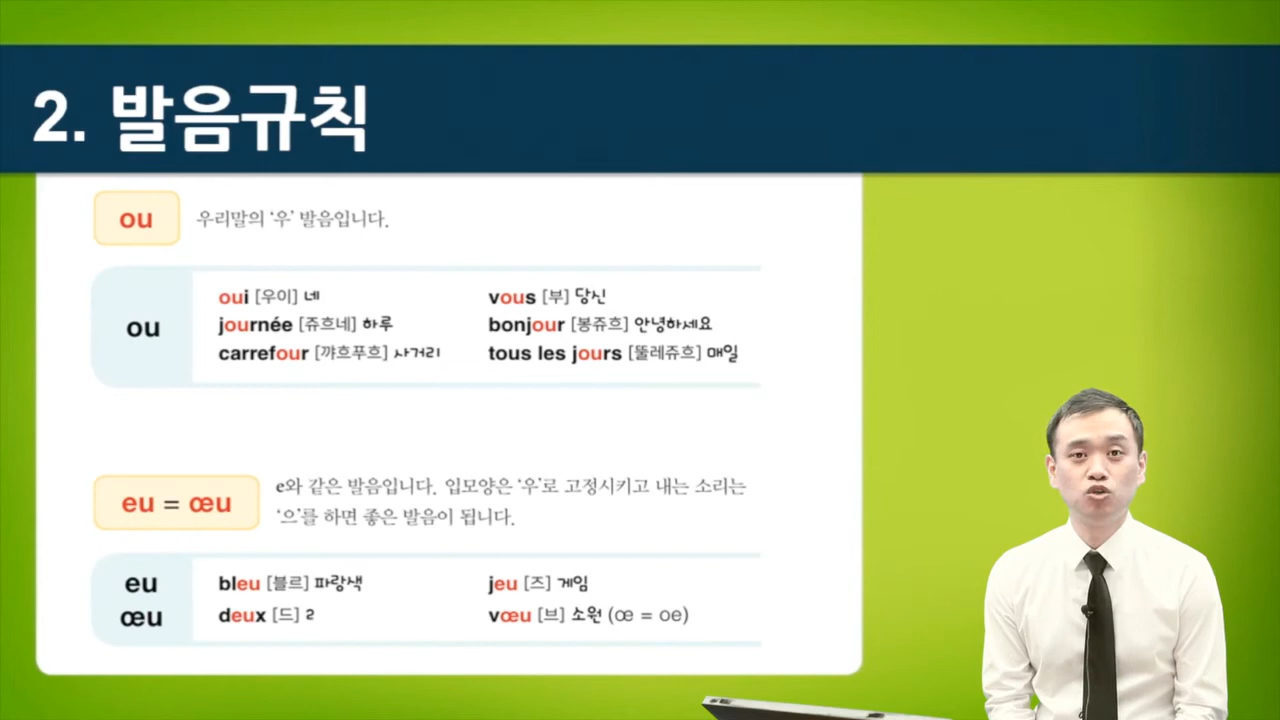 2. 발음규칙
ou 우리말의 ‘우’ 발음입니다.
ou
oui [우이] 네
vous [부] 당신
journée [쥬흐네] 하루
bonjour [봉쥬흐] 안녕하세요
carrefour [꺄흐푸흐] 사거리
tous les jours [뚤레쥬흐] 매일
eu = œu e와 같은 발음입니다. 입모양은 ‘우’로 고정시키고 내는 소리는
‘으’를 하면 좋은 발음이 됩니다.
eu
œu
bleu [블르] 파랑색
jeu [즈] 게임
deux [드] 2
vœu [브] 소원 (œ = oe)